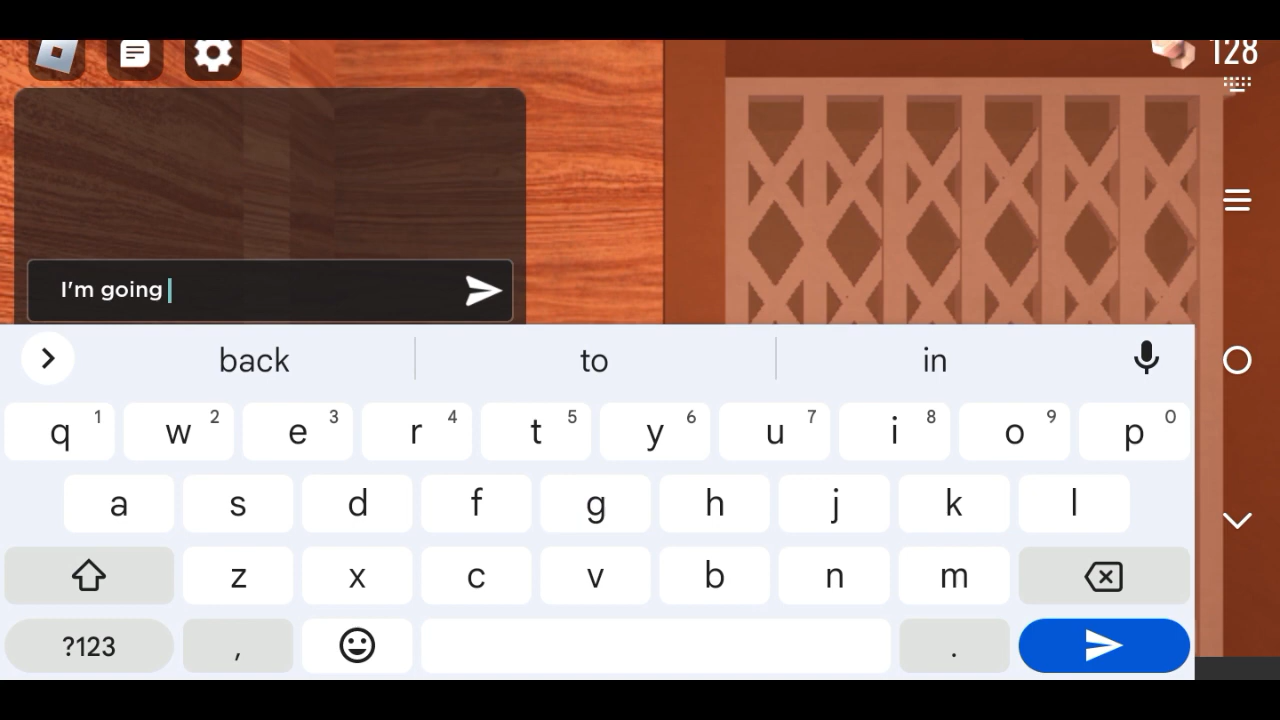 128
I'm going
back to in
q 1 w 2 e 3 r 4 t 5 y 6 u 7 i 8 o 9 p 0
a s d f g h j k l
z x c v b n m
?123 , .